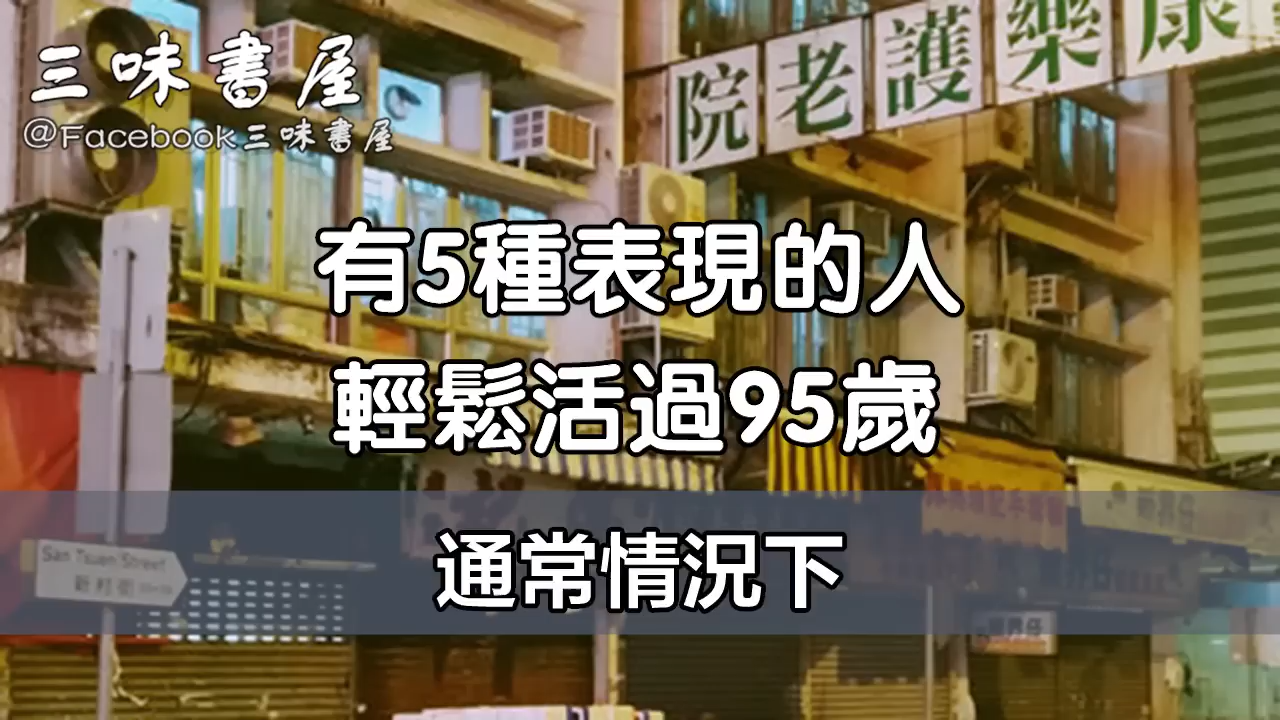 三味書屋
@Facebook三味書屋
院老護樂康
有5種表現的人
輕鬆活過95歲
通常情況下
San Tsuen Street
新村街